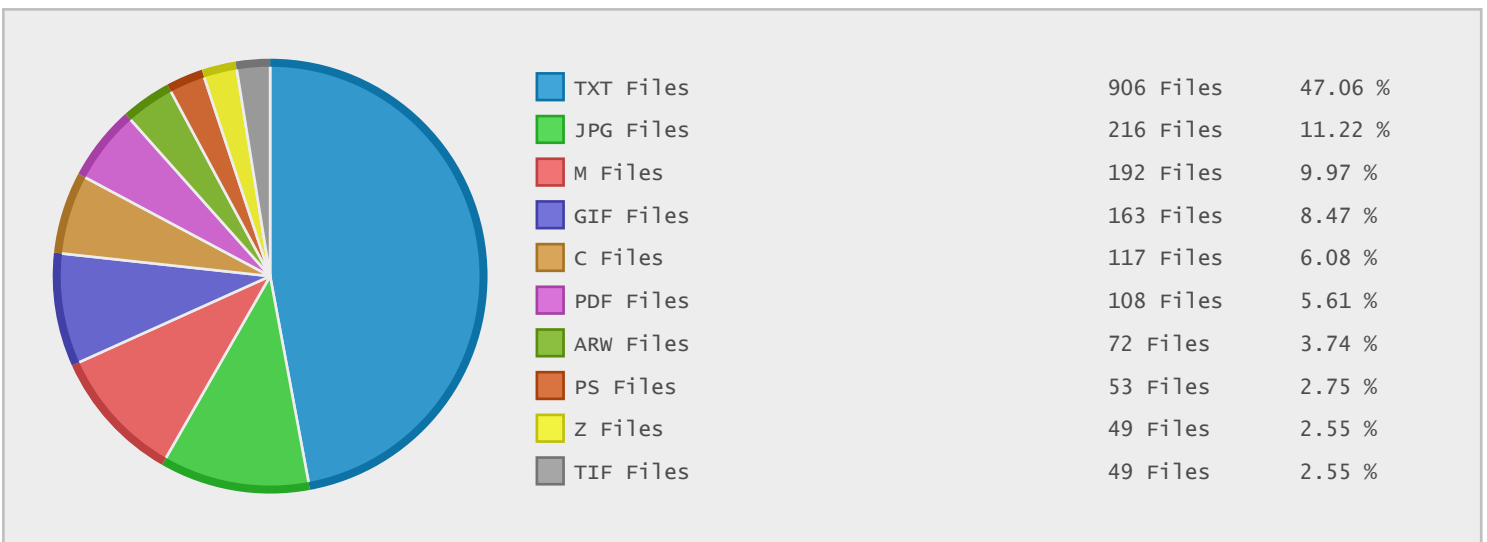 TXT Files 906 Files 47.06 %
JPG Files 216 Files 11.22 %
M Files 192 Files 9.97 %
GIF Files 163 Files 8.47 %
C Files 117 Files 6.08 %
PDF Files 108 Files 5.61 %
ARW Files 72 Files 3.74 %
PS Files 53 Files 2.75 %
Z Files 49 Files 2.55 %
TIF Files 49 Files 2.55 %